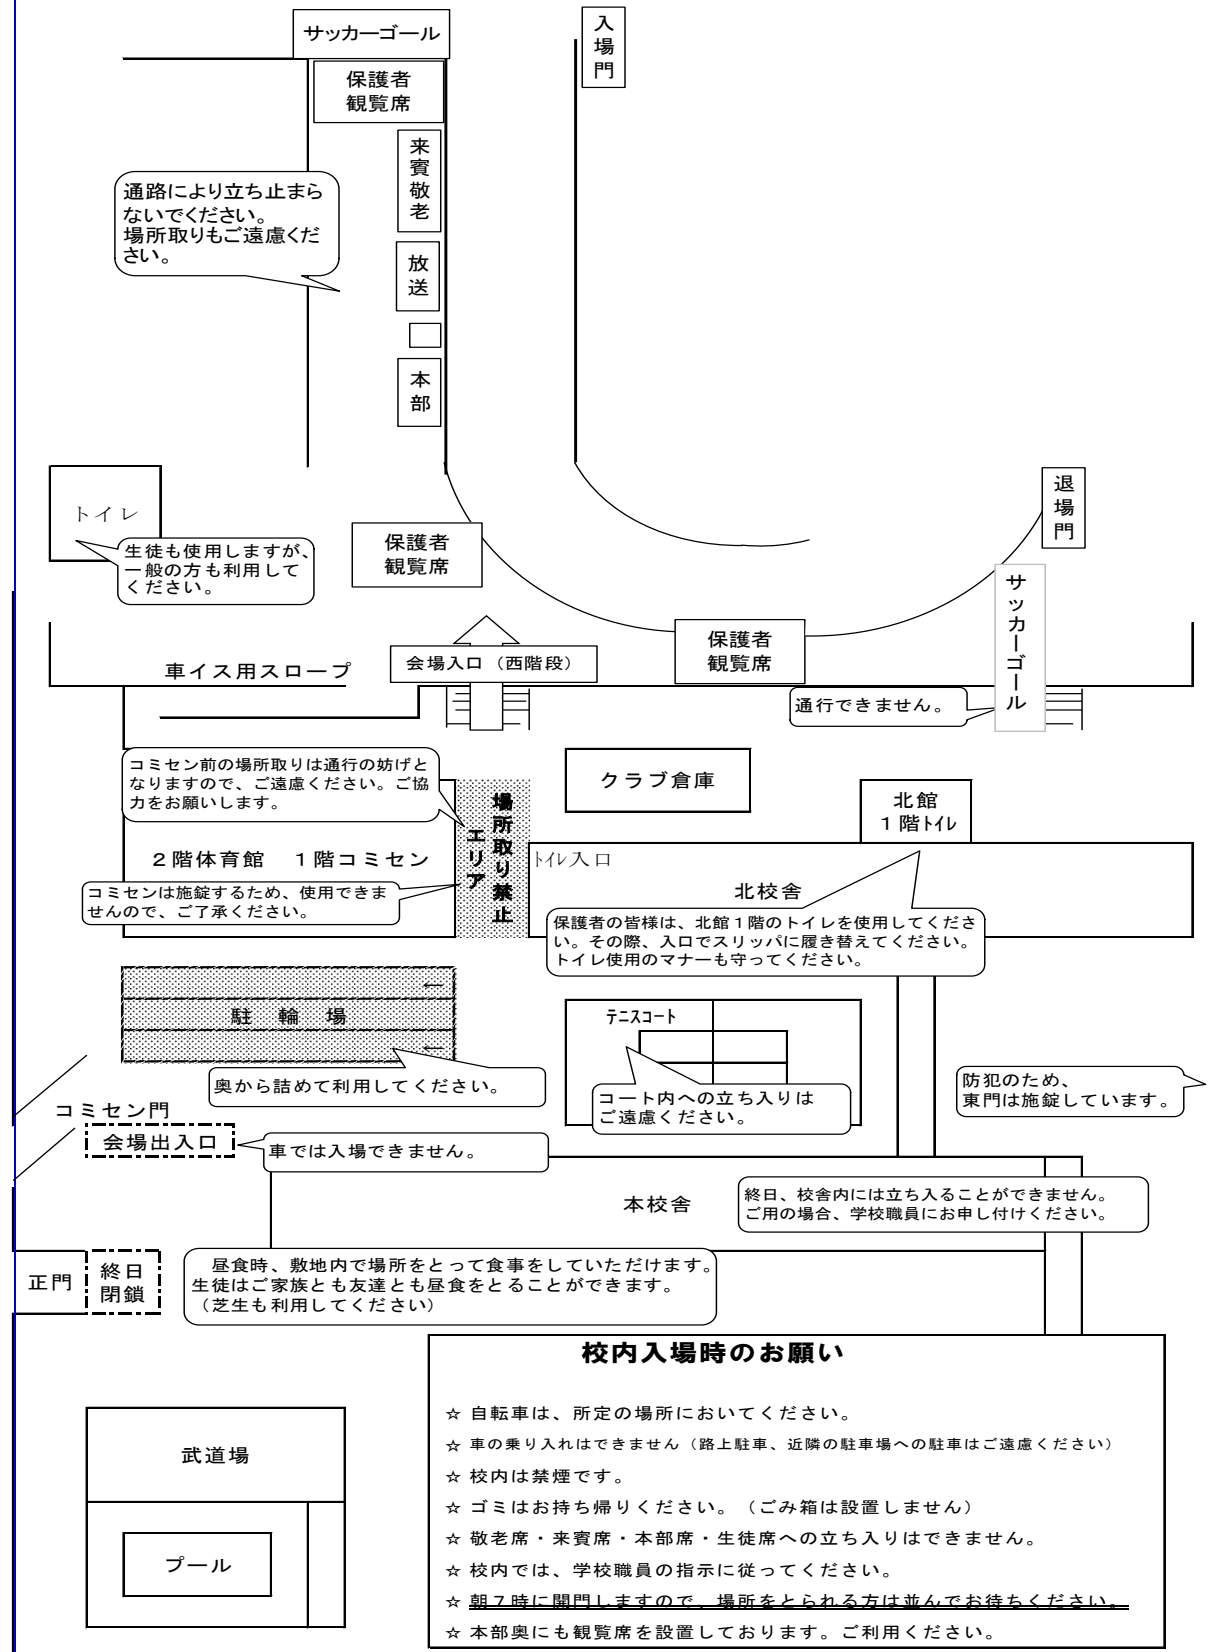 サッカーゴール
入場門
保護者
観覧席
来賓敬老
通路により立ち止まら
ないでください。
場所取りもご遠慮くだ
さい。
放送
本部
トイレ
生徒も使用しますが、
一般の方も利用して
ください。
保護者
観覧席
退場門
サッカーゴール
保護者
観覧席
会場入口（西階段）
車イス用スロープ
通行できません。
コミセン前の場所取りは通行の妨げと
なりますので、ご遠慮ください。ご協
力をお願いします。
クラブ倉庫
北館
１階トイレ
場所取り禁止
エリア
２階体育館　１階コミセン
トイレ入口
北校舎
コミセンは施錠するため、使用できま
せんので、ご了承ください。
保護者の皆様は、北館１階のトイレを使用してくださ
い。その際、入口でスリッパに履き替えてください。
トイレ使用のマナーも守ってください。
←
駐　輪　場
←
奥から詰めて利用してください。
テニスコート
コート内への立ち入りは
ご遠慮ください。
防犯のため、
東門は施錠しています。
コミセン門
会場出入口
車では入場できません。
本校舎
終日、校舎内には立ち入ることができません。
ご用の場合、学校職員にお申し付けください。
正門
終日
閉鎖
昼食時、敷地内で場所をとって食事をしていただけます。
生徒はご家族とも友達とも昼食をとることができます。
（芝生も利用してください）
校内入場時のお願い
☆ 自転車は、所定の場所においてください。
☆ 車の乗り入れはできません（路上駐車、近隣の駐車場への駐車はご遠慮ください）
☆ 校内は禁煙です。
☆ ゴミはお持ち帰りください。（ごみ箱は設置しません）
☆ 敬老席・来賓席・本部席・生徒席への立ち入りはできません。
☆ 校内では、学校職員の指示に従ってください。
☆ 朝７時に開門しますので、場所をとられる方は並んでお待ちください。
☆ 本部奥にも観覧席を設置しております。ご利用ください。
武道場
プール